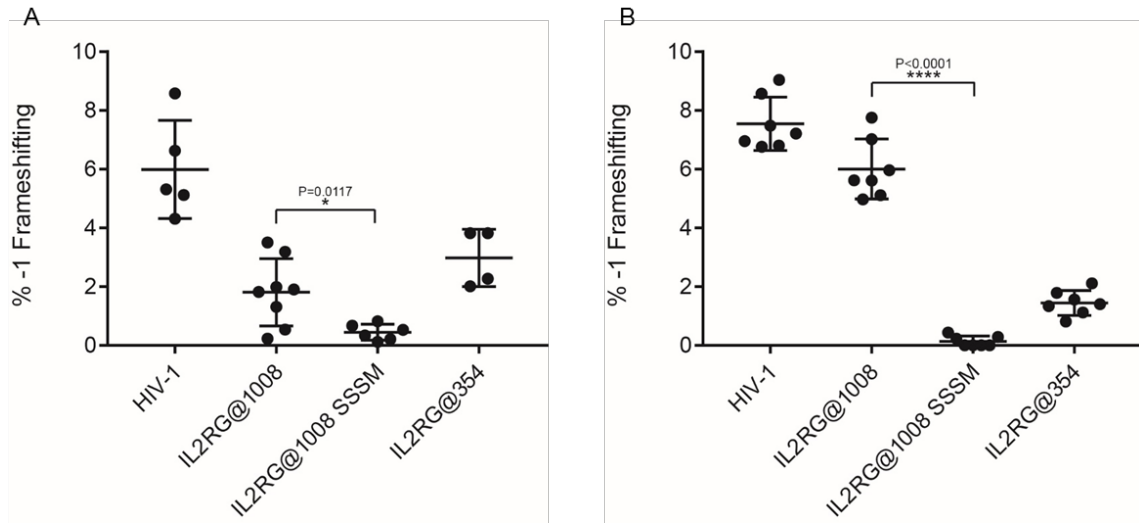 A
% -1 Frameshifting
10
8
6
4
2
0
P=0.0117
*
HIV-1
IL2RG@1008
IL2RG@1008 SSSM
IL2RG@354
B
% -1 Frameshifting
10
8
6
4
2
0
P<0.0001
****
HIV-1
IL2RG@1008
IL2RG@1008 SSSM
IL2RG@354